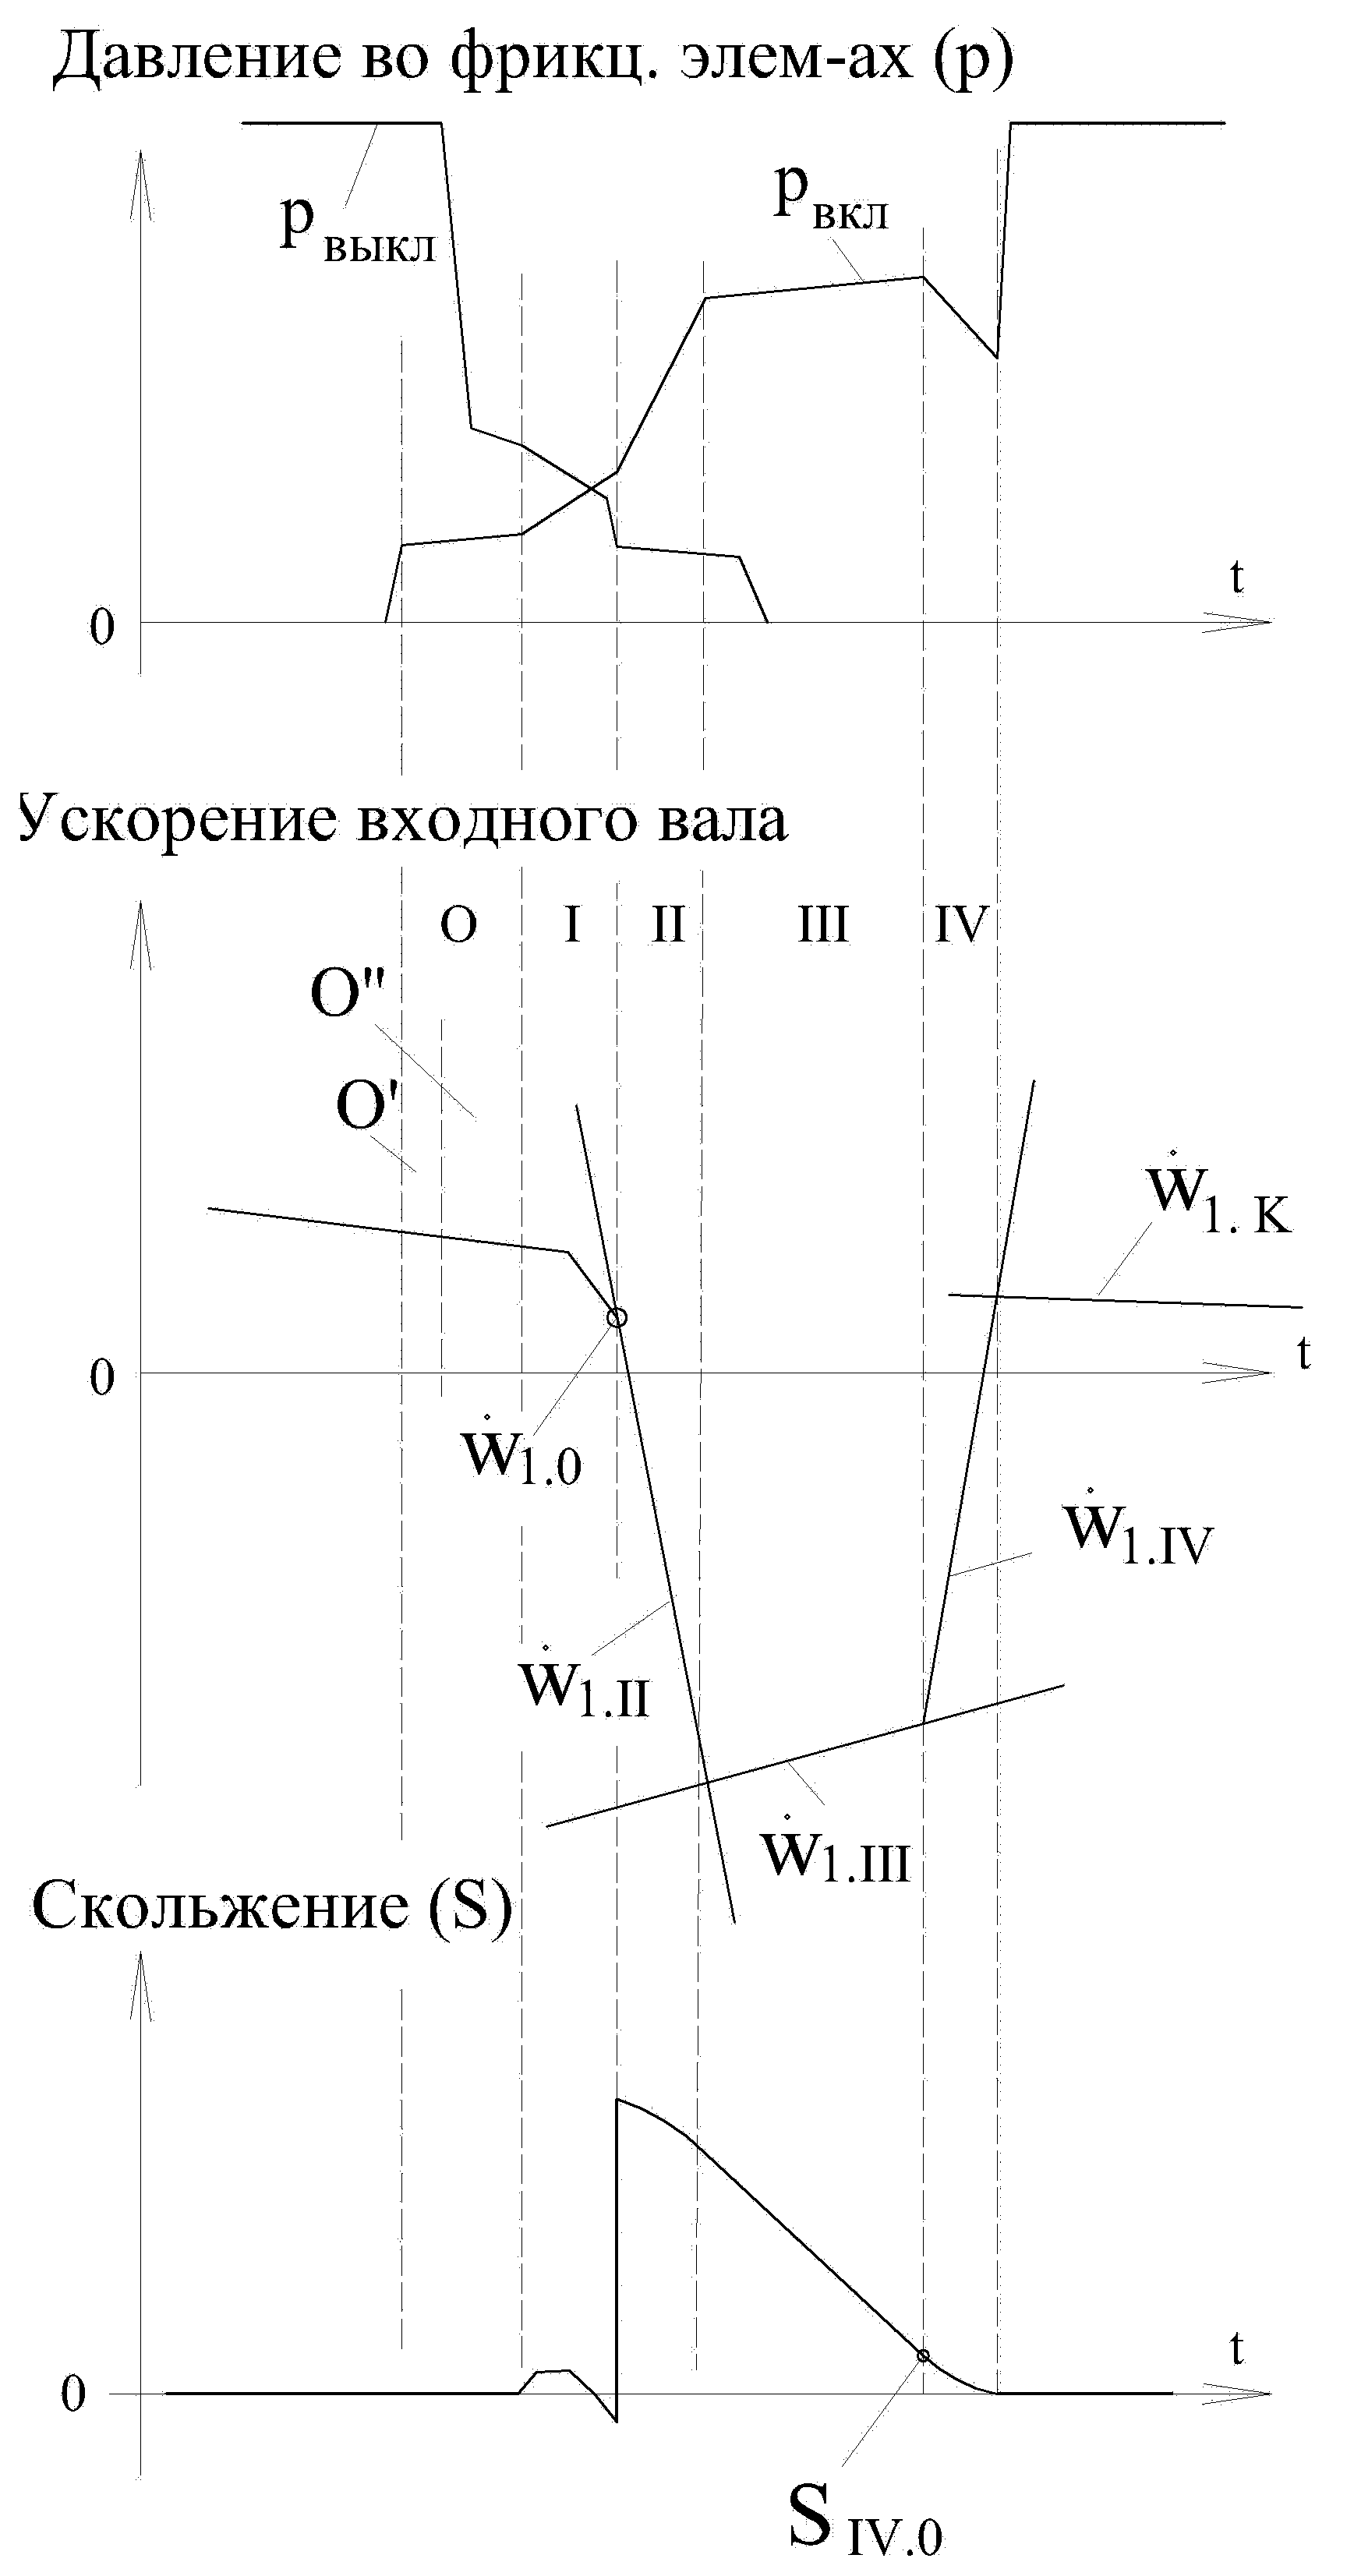 Давление во фрикц. элем-ах (p)
p выкл
p вкл
t
0
Ускорение входного вала
O I II III IV
O"
O'
ẇ1. K
t
0
ẇ1.0
ẇ1.IV
ẇ1.II
ẇ1.III
Скольжение (S)
t
0
S IV.0